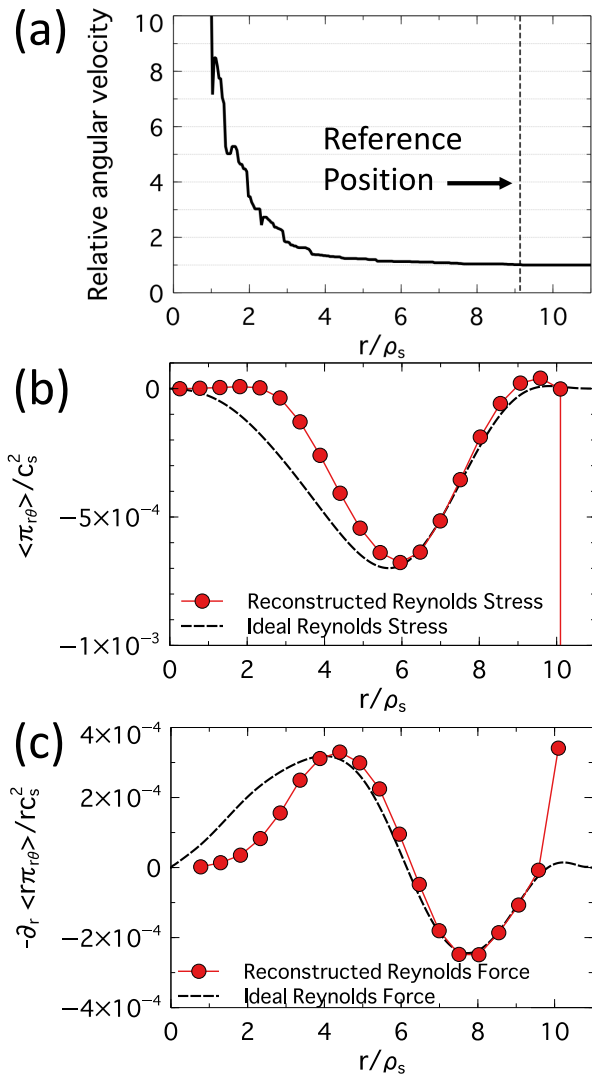 (a)
Relative angular velocity
10
8
6
4
2
0
Reference
Position
0 2 4 6 8 10
r/ρs
(b)
<πrθ>/cs²
0
−5×10⁻⁴
−1×10⁻³
Reconstructed Reynolds Stress
Ideal Reynolds Stress
0 2 4 6 8 10
r/ρs
(c)
-∂r <rπrθ>/rcs²
4×10⁻⁴
2×10⁻⁴
0
−2×10⁻⁴
−4×10⁻⁴
Reconstructed Reynolds Force
Ideal Reynolds Force
0 2 4 6 8 10
r/ρs